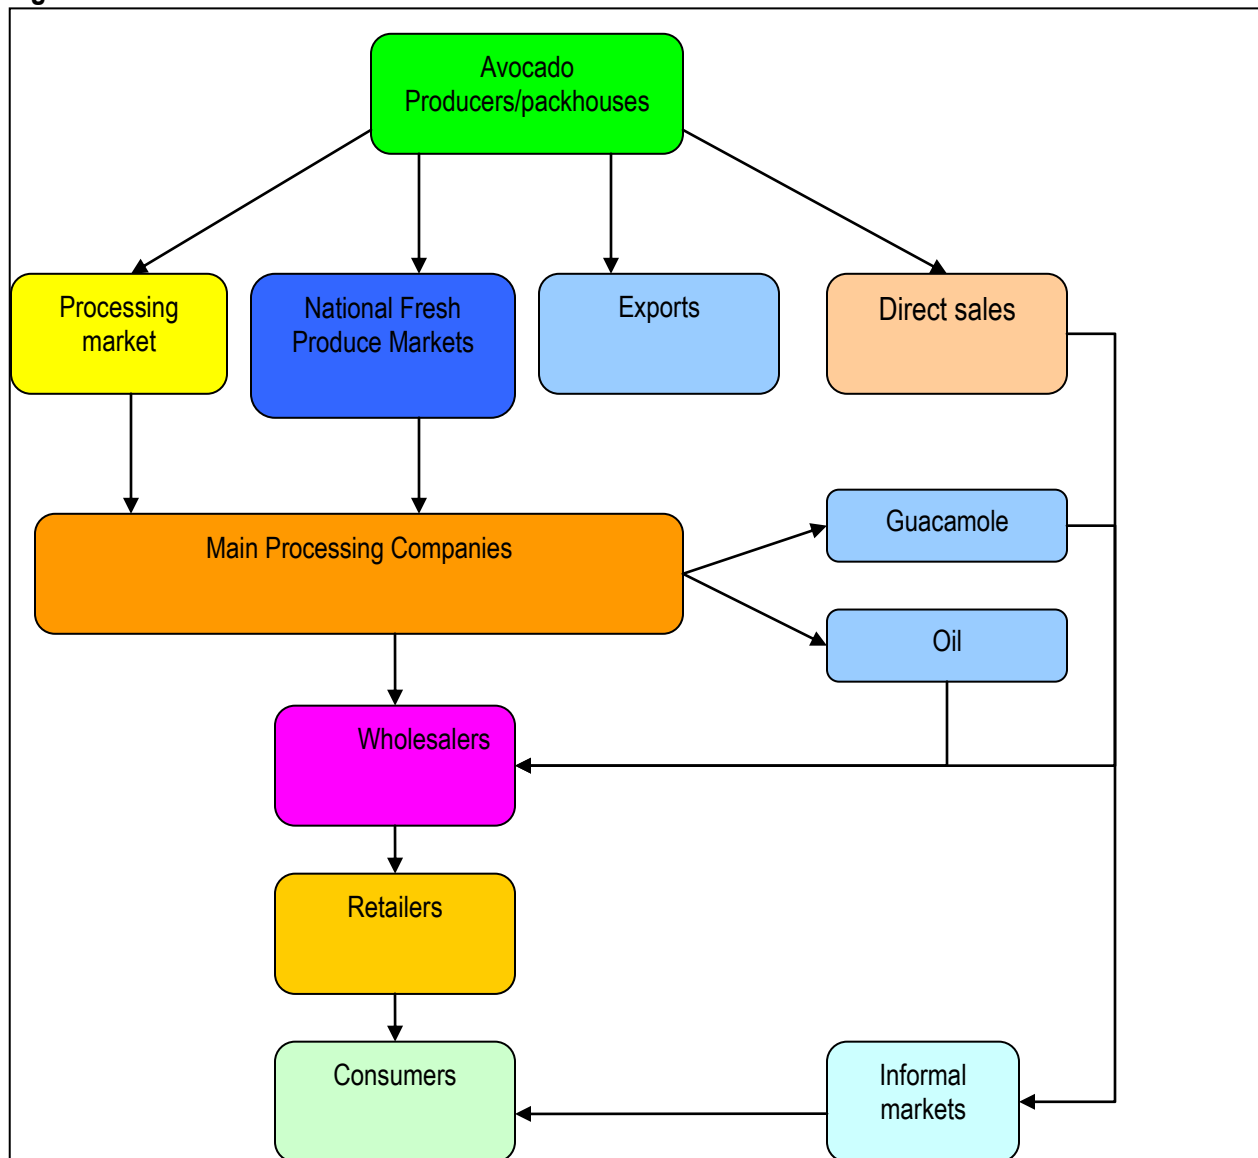 Avocado
Producers/packhouses
Processing
market
National Fresh
Produce Markets
Exports
Direct sales
Guacamole
Main Processing Companies
Oil
Wholesalers
Retailers
Consumers
Informal
markets